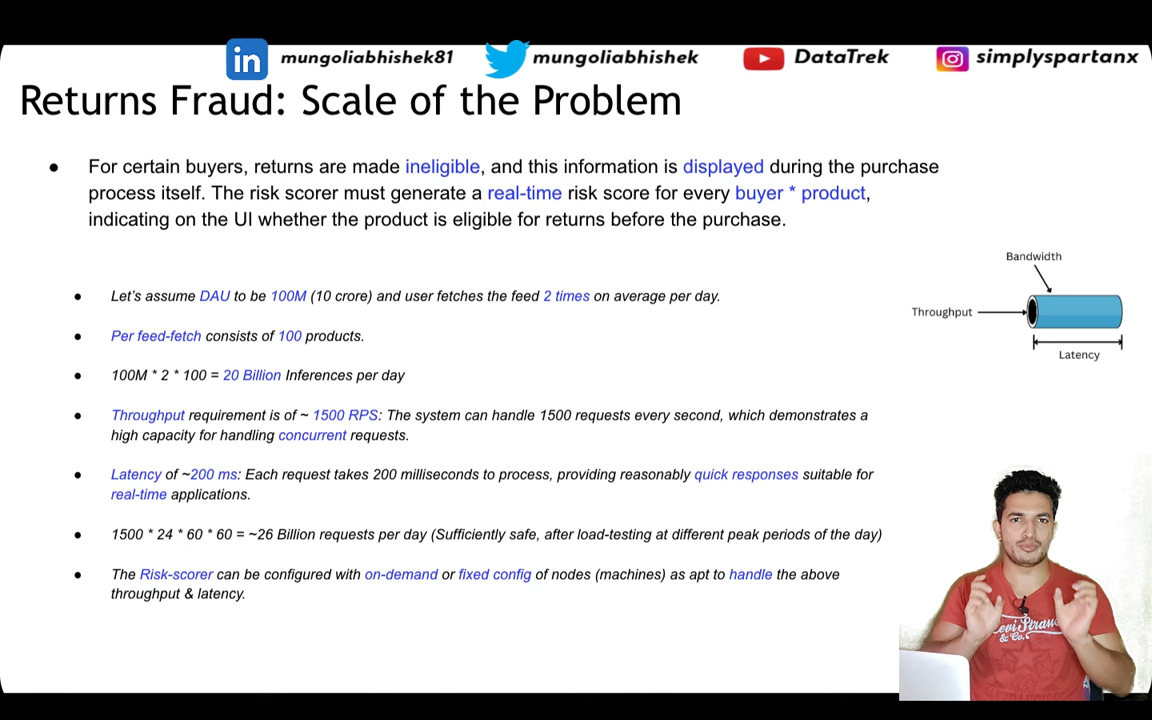 in mungoliabhishek81 mungoliabhishek DataTrek simplyspartanx
Returns Fraud: Scale of the Problem
● For certain buyers, returns are made ineligible, and this information is displayed during the purchase
process itself. The risk scorer must generate a real-time risk score for every buyer * product,
indicating on the UI whether the product is eligible for returns before the purchase.
Bandwidth
Throughput
Latency
● Let's assume DAU to be 100M (10 crore) and user fetches the feed 2 times on average per day.
● Per feed-fetch consists of 100 products.
● 100M * 2 * 100 = 20 Billion Inferences per day
● Throughput requirement is of ~ 1500 RPS: The system can handle 1500 requests every second, which demonstrates a
high capacity for handling concurrent requests.
● Latency of ~200 ms: Each request takes 200 milliseconds to process, providing reasonably quick responses suitable for
real-time applications.
● 1500 * 24 * 60 * 60 = ~26 Billion requests per day (Sufficiently safe, after load-testing at different peak periods of the day)
● The Risk-scorer can be configured with on-demand or fixed config of nodes (machines) as apt to handle the above
throughput & latency.
Levi Strauss
& Co.